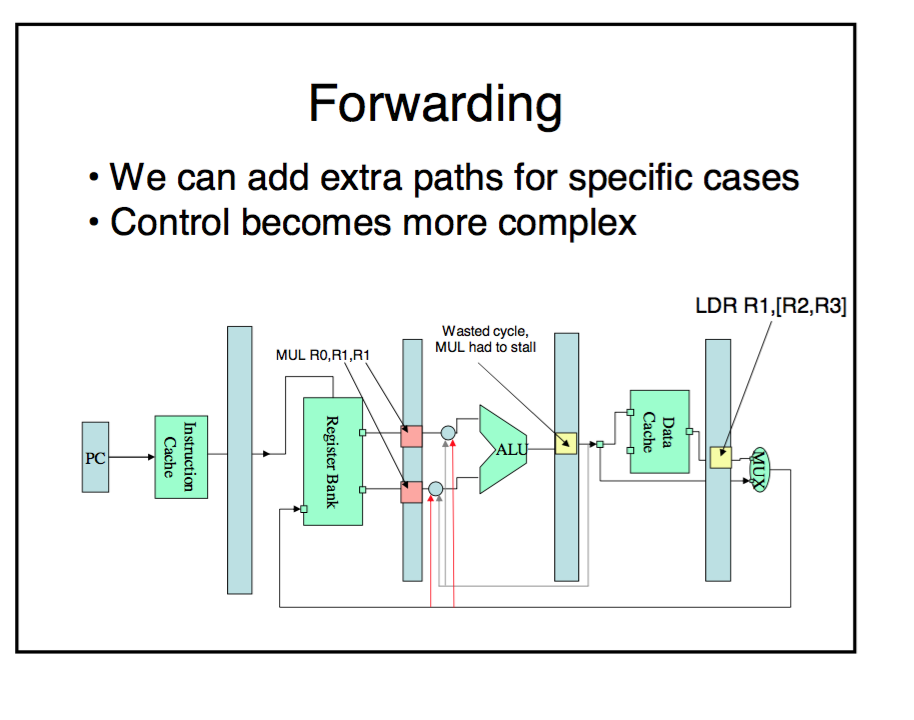 Forwarding
• We can add extra paths for specific cases
• Control becomes more complex
LDR R1,[R2,R3]
Wasted cycle,
MUL had to stall
MUL R0,R1,R1
PC
Instruction
Cache
Register Bank
ALU
Data
Cache
MUX